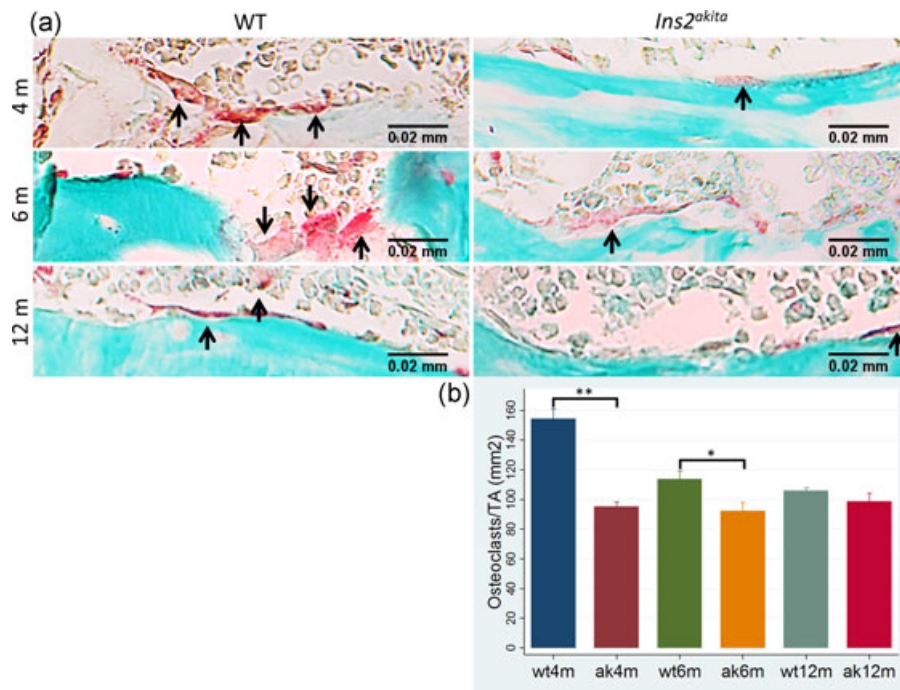 (a) WT Ins2akita
4 m
0.02 mm 0.02 mm
6 m
0.02 mm 0.02 mm
12 m
0.02 mm 0.02 mm
(b)
Osteoclasts/TA (mm2)
160
140
120
100
80
60
40
20
0
**
*
wt4m ak4m wt6m ak6m wt12m ak12m